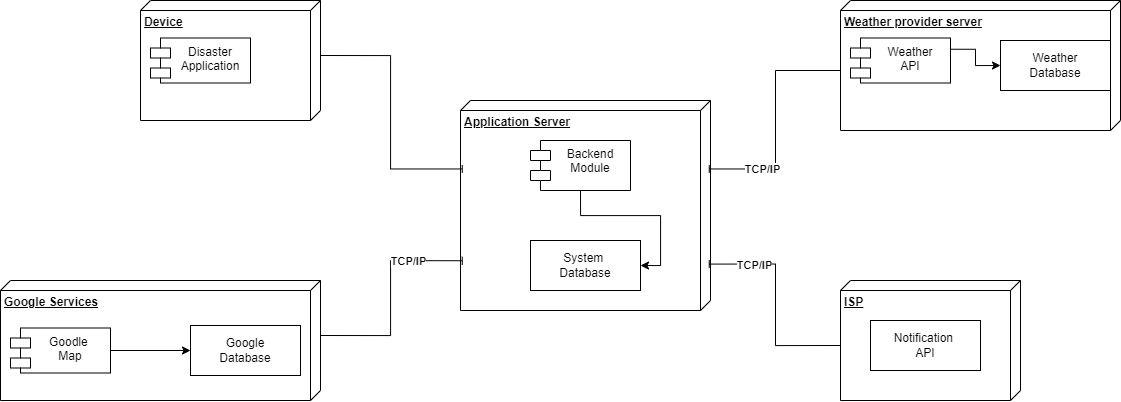 Device
Disaster
Application
Weather provider server
Weather
API
Weather
Database
Application Server
Backend
Module
TCP/IP
System
Database
TCP/IP
TCP/IP
Google Services
Goodle
Map
Google
Database
ISP
Notification
API